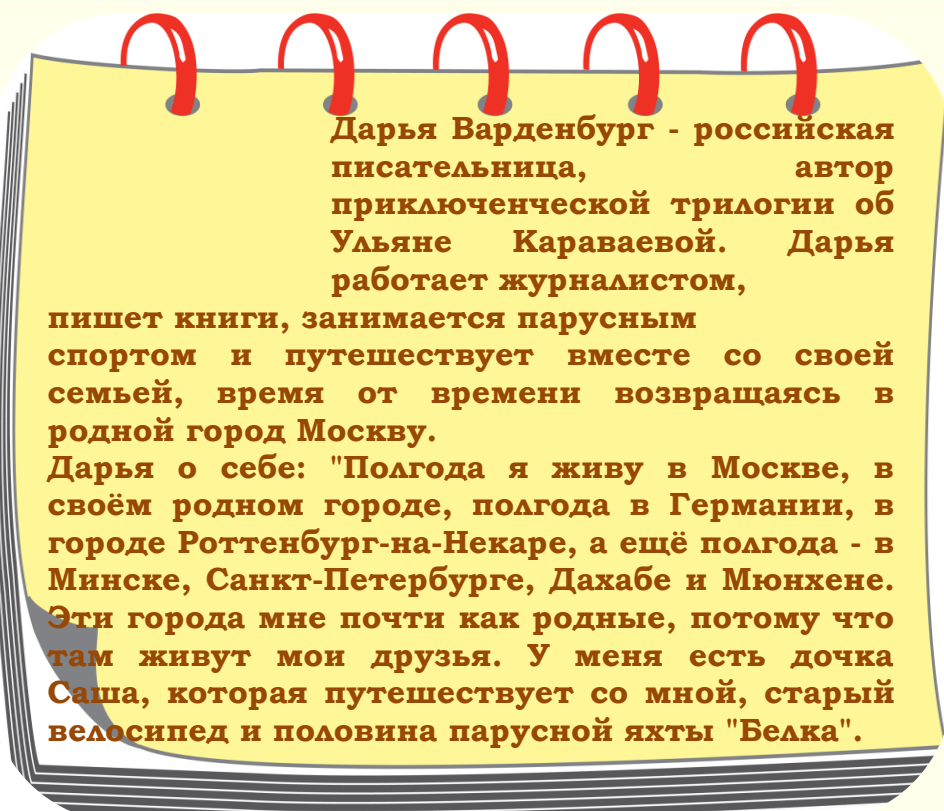 Дарья Варденбург - российская
писательница, автор
приключенческой трилогии об
Ульяне Караваевой. Дарья
работает журналистом,
пишет книги, занимается парусным
спортом и путешествует вместе со своей
семьей, время от времени возвращаясь в
родной город Москву.
Дарья о себе: "Полгода я живу в Москве, в
своём родном городе, полгода в Германии, в
городе Роттенбург-на-Некаре, а ещё полгода - в
Минске, Санкт-Петербурге, Дахабе и Мюнхене.
Эти города мне почти как родные, потому что
там живут мои друзья. У меня есть дочка
Саша, которая путешествует со мной, старый
велосипед и половина парусной яхты "Белка".